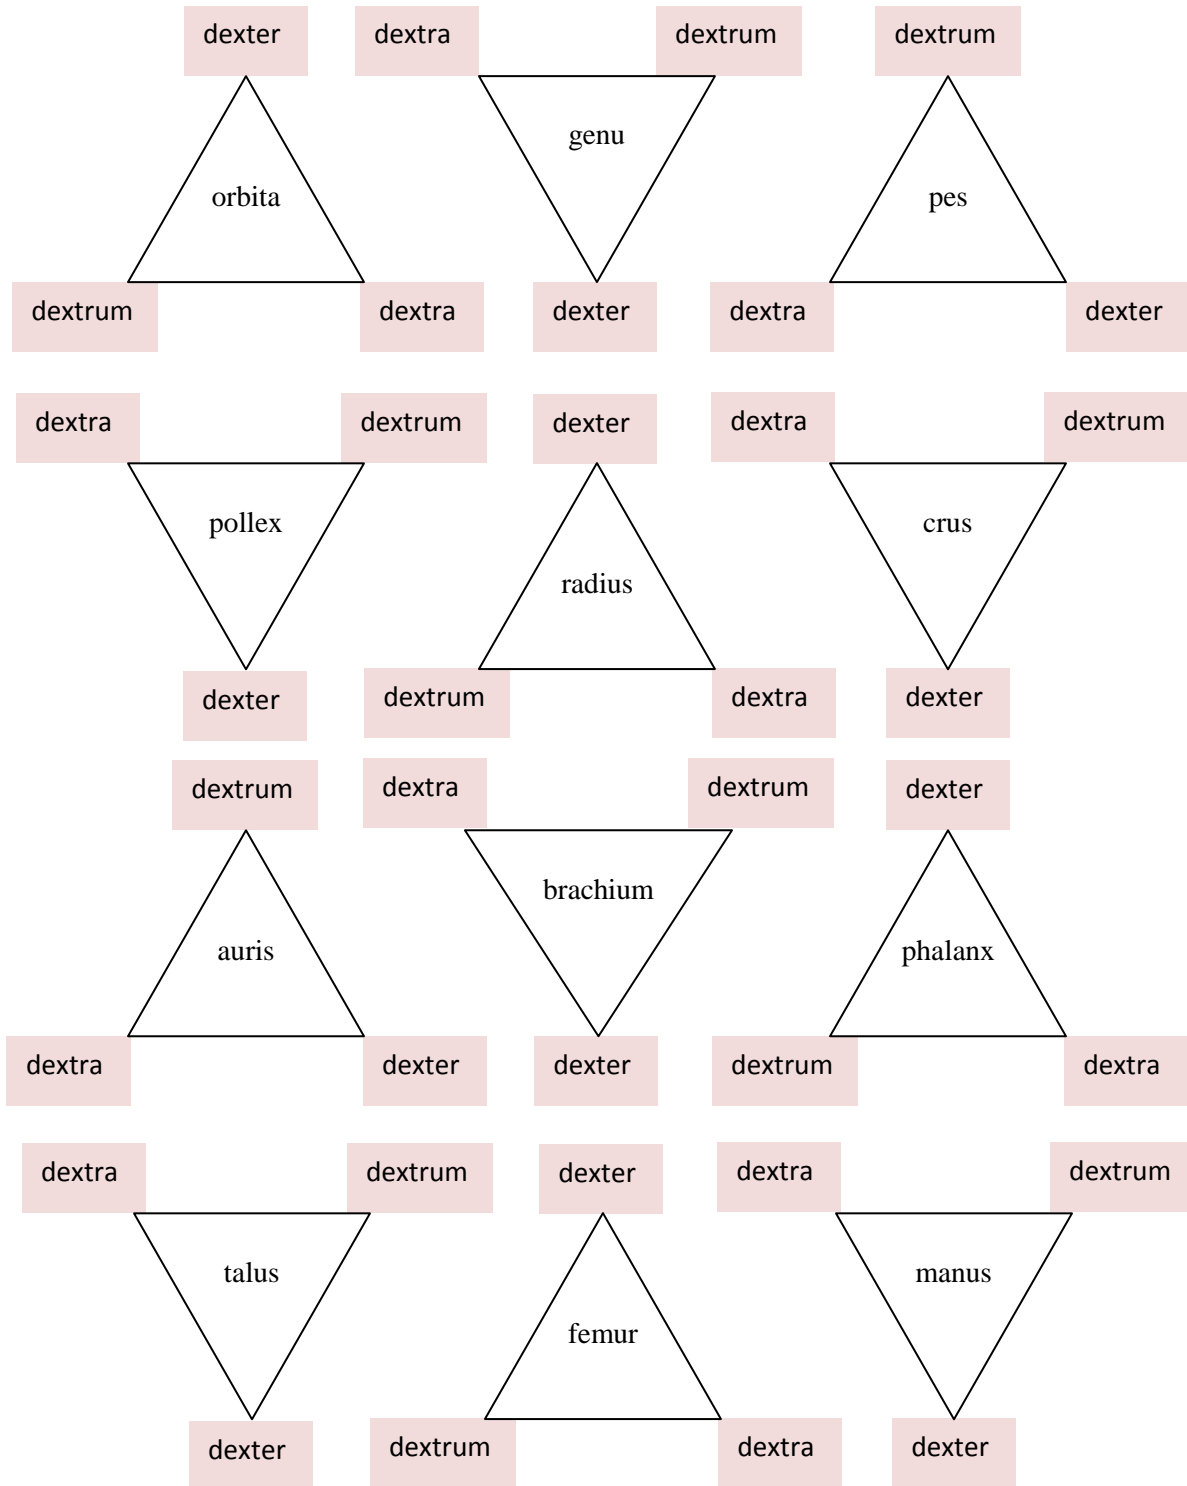 dexter dextra dextrum dextrum
genu
orbita pes
dextrum dextra dexter dextra dexter
dextra dextrum dexter dextra dextrum
pollex crus
radius
dexter dextrum dextra dexter
dextrum dextra dextrum dexter
brachium
auris phalanx
dextra dexter dexter dextrum dextra
dextra dextrum dexter dextra dextrum
talus manus
femur
dexter dextrum dextra dexter